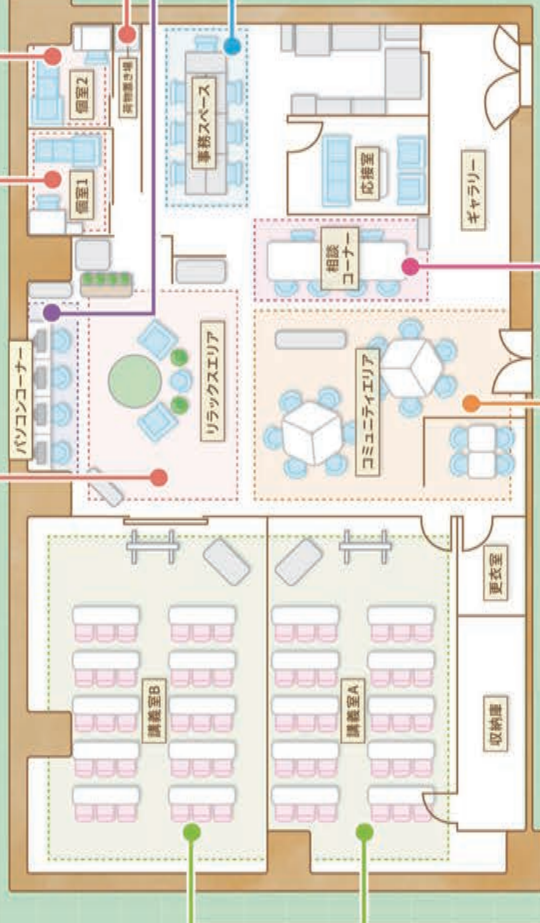 個室2
荷物置き場
事務スペース
個室1
応接室
ギャラリー
相談
コーナー
パソコンコーナー
リラックスエリア
コミュニティエリア
更衣室
講義室B
講義室A
収納庫